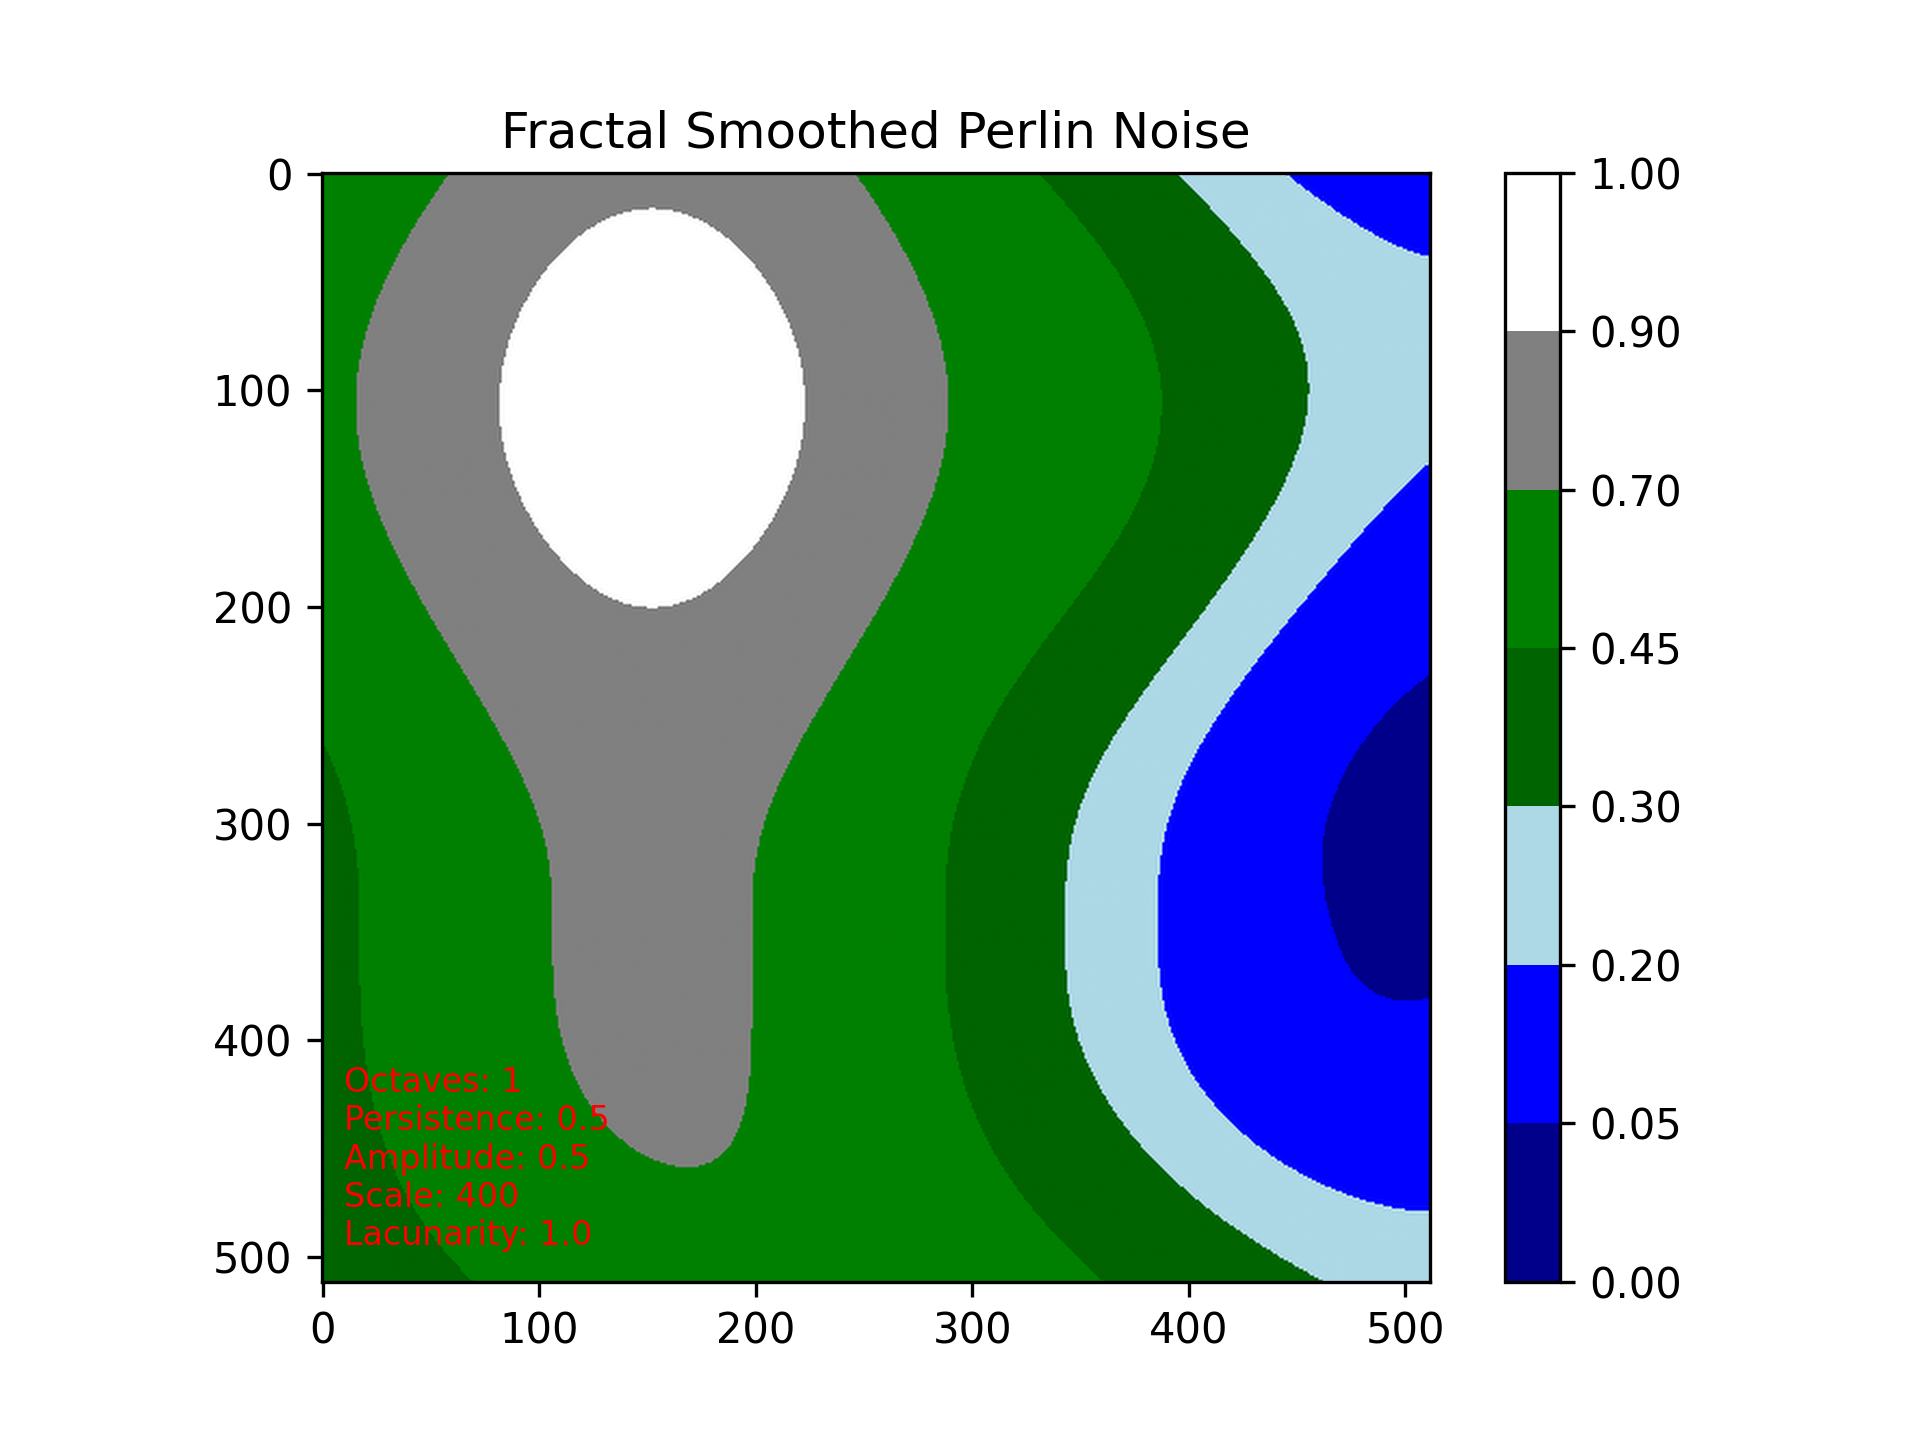 Fractal Smoothed Perlin Noise
0
100
200
300
400
500
0 100 200 300 400 500
Octaves: 1
Persistence: 0.5
Amplitude: 0.5
Scale: 400
Lacunarity: 1.0
1.00
0.90
0.70
0.45
0.30
0.20
0.05
0.00